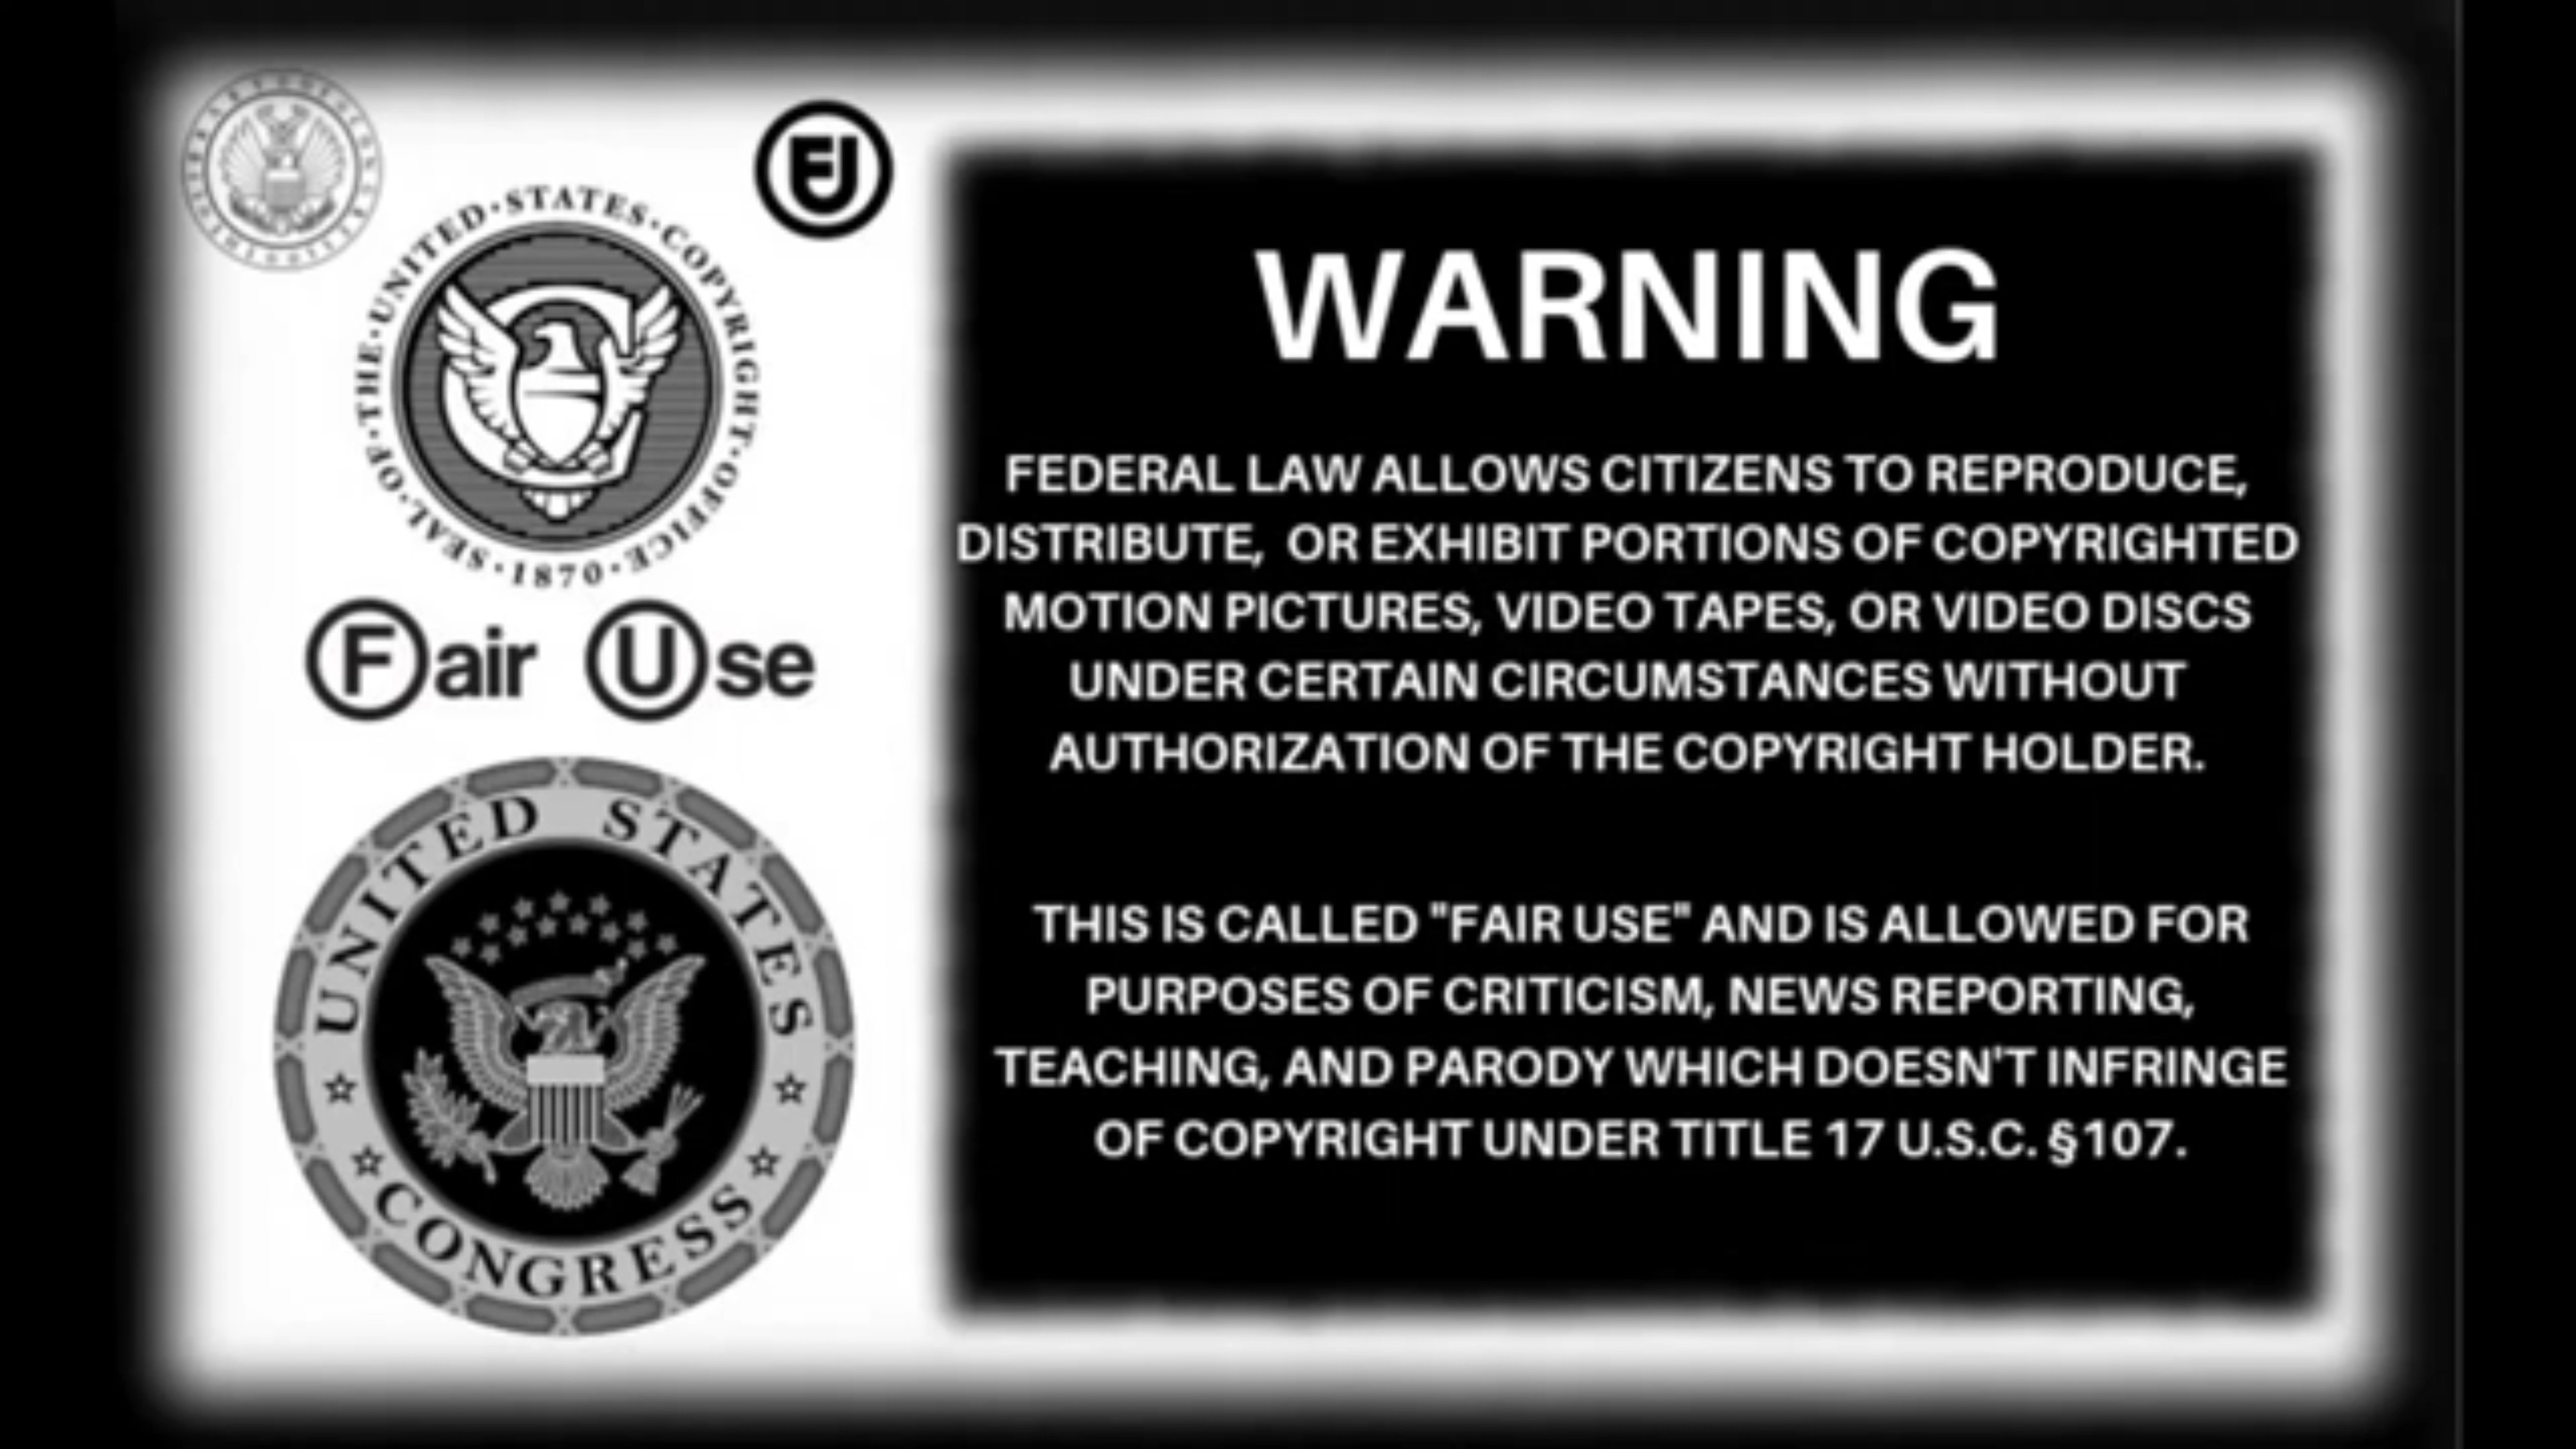 THE·UNITED·STATES·COPYRIGHT·OFFICE·1870·SEAL·OF·
FU
Fair Use
UNITED STATES
CONGRESS
WARNING
FEDERAL LAW ALLOWS CITIZENS TO REPRODUCE,
DISTRIBUTE, OR EXHIBIT PORTIONS OF COPYRIGHTED
MOTION PICTURES, VIDEO TAPES, OR VIDEO DISCS
UNDER CERTAIN CIRCUMSTANCES WITHOUT
AUTHORIZATION OF THE COPYRIGHT HOLDER.
THIS IS CALLED "FAIR USE" AND IS ALLOWED FOR
PURPOSES OF CRITICISM, NEWS REPORTING,
TEACHING, AND PARODY WHICH DOESN'T INFRINGE
OF COPYRIGHT UNDER TITLE 17 U.S.C. §107.